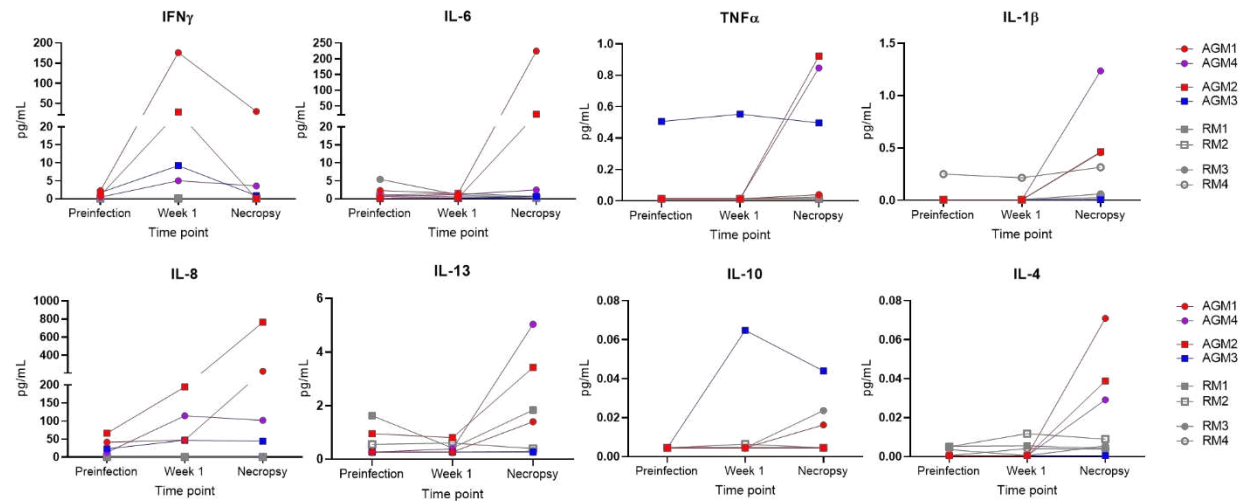 IFNγ
pg/mL
200
150
100
50
20
15
10
5
0
Preinfection Week 1 Necropsy
Time point
IL-6
pg/mL
250
200
150
100
50
20
15
10
5
0
Preinfection Week 1 Necropsy
Time point
TNFα
pg/mL
1.0
0.8
0.6
0.4
0.2
0.0
Preinfection Week 1 Necropsy
Time point
IL-1β
pg/mL
1.5
1.0
0.5
0.0
Preinfection Week 1 Necropsy
Time point
AGM1
AGM4
AGM2
AGM3
RM1
RM2
RM3
RM4
IL-8
pg/mL
1000
800
600
400
200
150
100
50
0
Preinfection Week 1 Necropsy
Time point
IL-13
pg/mL
6
4
2
0
Preinfection Week 1 Necropsy
Time point
IL-10
pg/mL
0.08
0.06
0.04
0.02
0.00
Preinfection Week 1 Necropsy
Time point
IL-4
pg/mL
0.08
0.06
0.04
0.02
0.00
Preinfection Week 1 Necropsy
Time point
AGM1
AGM4
AGM2
AGM3
RM1
RM2
RM3
RM4